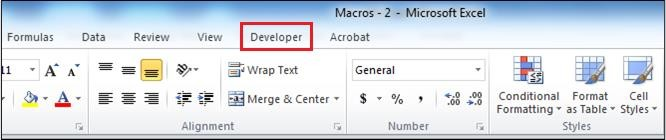 Macros - 2 - Microsoft Excel
Formulas Data Review View Developer Acrobat
11 A A Wrap Text General Conditional Formatting Format as Table Cell Styles
A Merge & Center $ % , .00 .0 .00
Alignment Number Styles